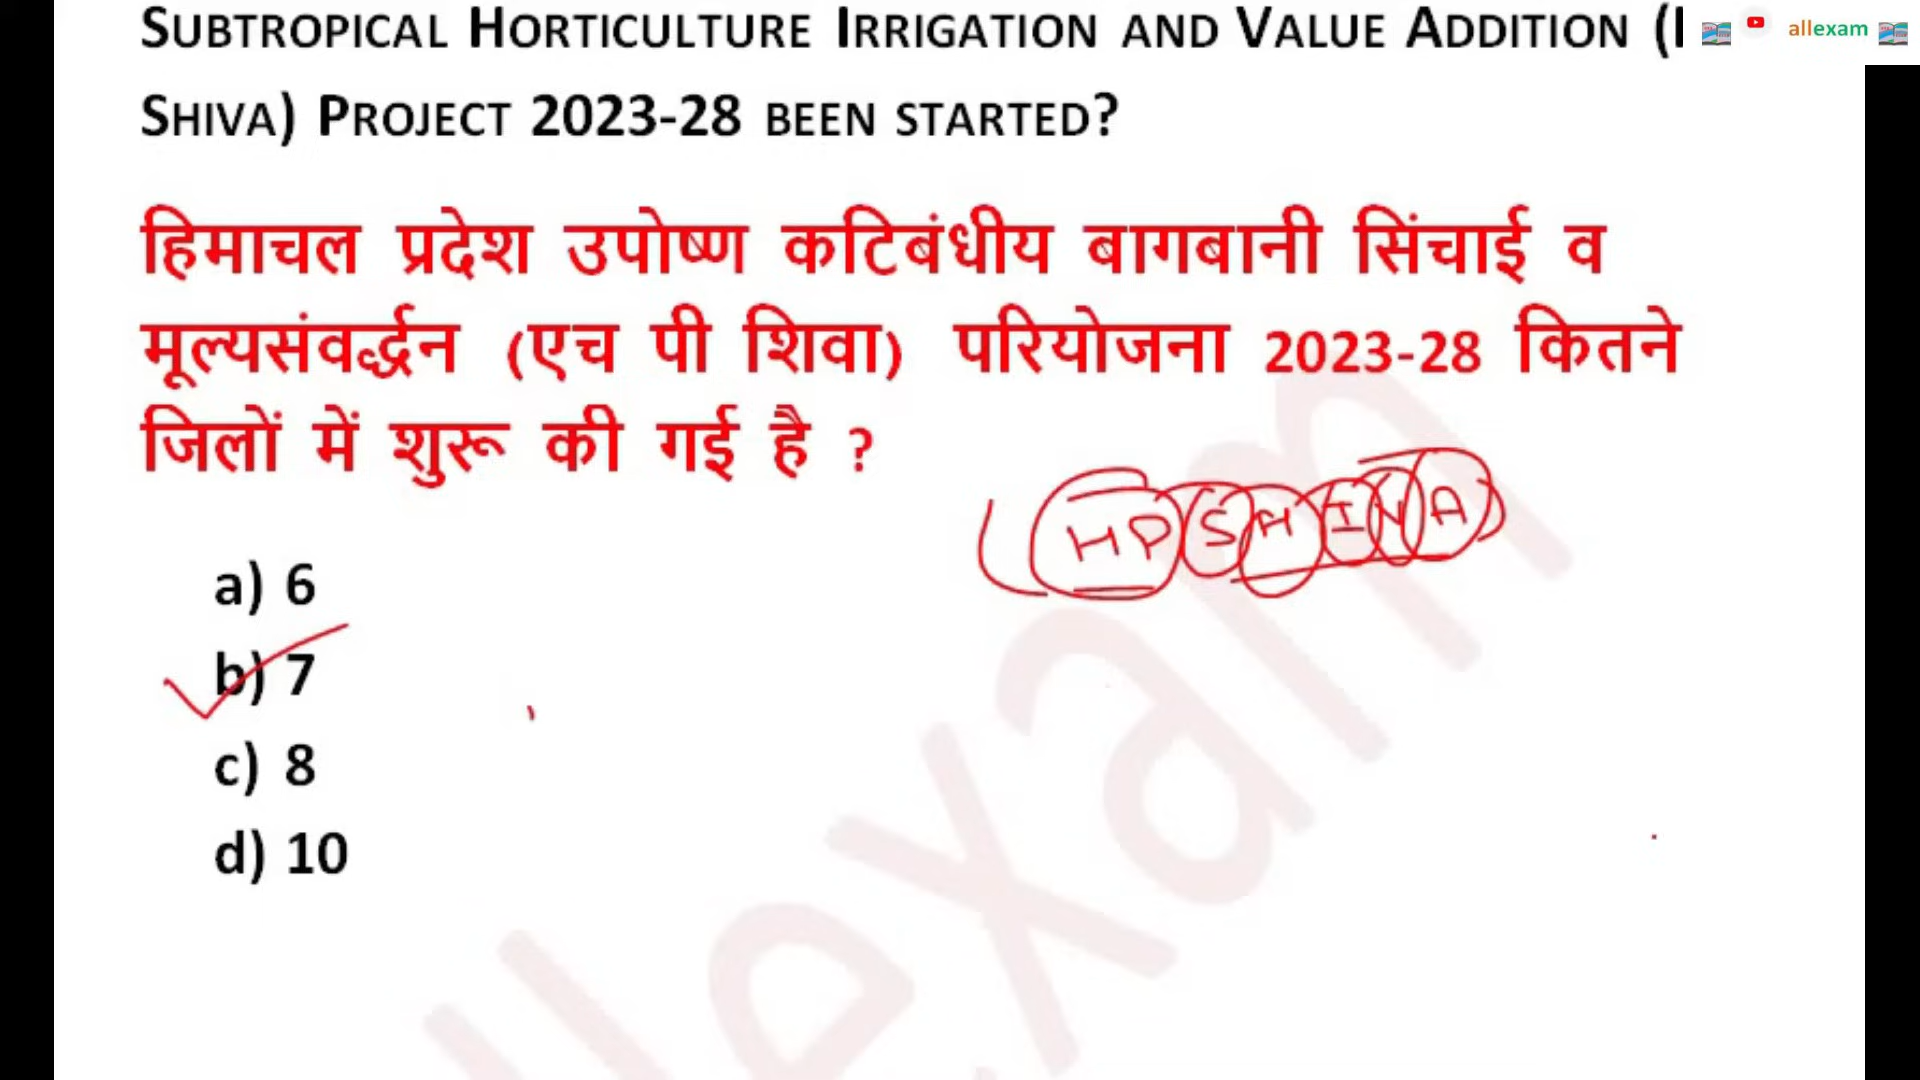 SUBTROPICAL HORTICULTURE IRRIGATION AND VALUE ADDITION (
allexam
SHIVA) PROJECT 2023-28 BEEN STARTED?
हिमाचल प्रदेश उपोष्ण कटिबंधीय बागबानी सिंचाई व
मूल्यसंवर्द्धन (एच पी शिवा) परियोजना 2023-28 कितने
जिलों में शुरू की गई है ?
(HPSHIVA)
a) 6
b) 7
c) 8
d) 10
allexam